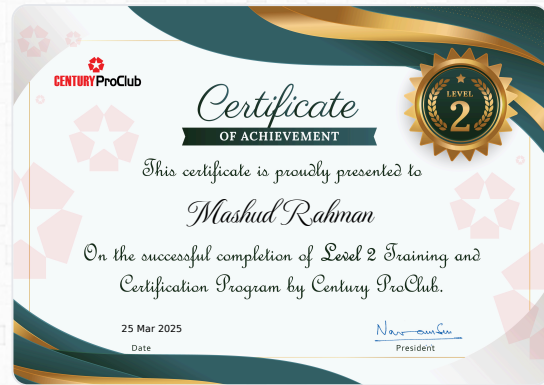 CENTURY ProClub
Certificate
OF ACHIEVEMENT
LEVEL
2
This certificate is proudly presented to
Mashud Rahman
On the successful completion of Level 2 Training and
Certification Program by Century ProClub.
25 Mar 2025
Date
President